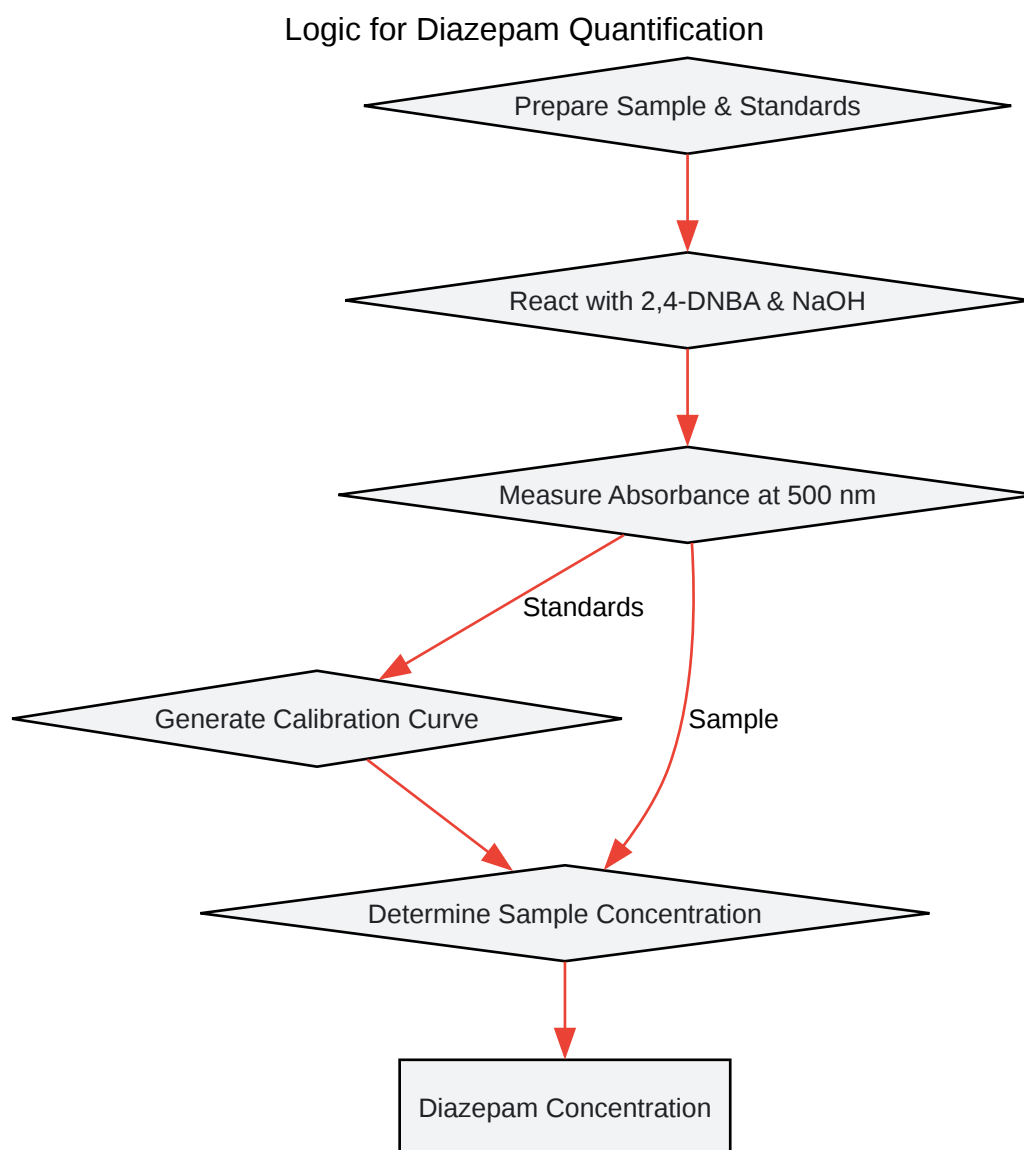 Logic for Diazepam Quantification
Prepare Sample & Standards
React with 2,4-DNBA & NaOH
Measure Absorbance at 500 nm
Standards
Generate Calibration Curve
Sample
Determine Sample Concentration
Diazepam Concentration